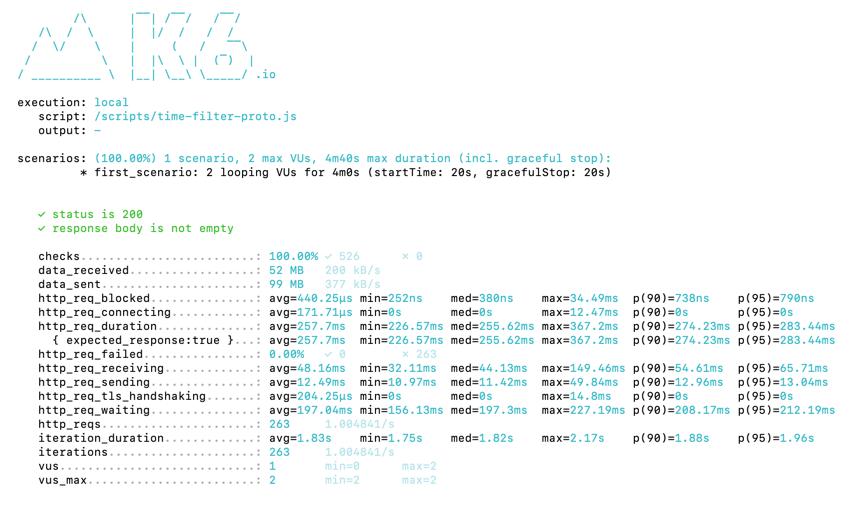 .io
execution: local
script: /scripts/time-filter-proto.js
output: -
scenarios: (100.00%) 1 scenario, 2 max VUs, 4m40s max duration (incl. graceful stop):
* first_scenario: 2 looping VUs for 4m0s (startTime: 20s, gracefulStop: 20s)
✓ status is 200
✓ response body is not empty
checks.........................: 100.00% ✓ 526 ✗ 0
data_received..................: 52 MB 200 kB/s
data_sent......................: 99 MB 377 kB/s
http_req_blocked...............: avg=440.25µs min=252ns med=380ns max=34.49ms p(90)=738ns p(95)=790ns
http_req_connecting............: avg=171.71µs min=0s med=0s max=12.47ms p(90)=0s p(95)=0s
http_req_duration..............: avg=257.7ms min=226.57ms med=255.62ms max=367.2ms p(90)=274.23ms p(95)=283.44ms
{ expected_response:true }...: avg=257.7ms min=226.57ms med=255.62ms max=367.2ms p(90)=274.23ms p(95)=283.44ms
http_req_failed................: 0.00% ✓ 0 ✗ 263
http_req_receiving.............: avg=48.16ms min=32.11ms med=44.13ms max=149.46ms p(90)=54.61ms p(95)=65.71ms
http_req_sending...............: avg=12.49ms min=10.97ms med=11.42ms max=49.84ms p(90)=12.96ms p(95)=13.04ms
http_req_tls_handshaking.......: avg=204.25µs min=0s med=0s max=14.8ms p(90)=0s p(95)=0s
http_req_waiting...............: avg=197.04ms min=156.13ms med=197.3ms max=227.19ms p(90)=208.17ms p(95)=212.19ms
http_reqs......................: 263 1.004841/s
iteration_duration.............: avg=1.83s min=1.75s med=1.82s max=2.17s p(90)=1.88s p(95)=1.96s
iterations.....................: 263 1.004841/s
vus............................: 1 min=0 max=2
vus_max........................: 2 min=2 max=2